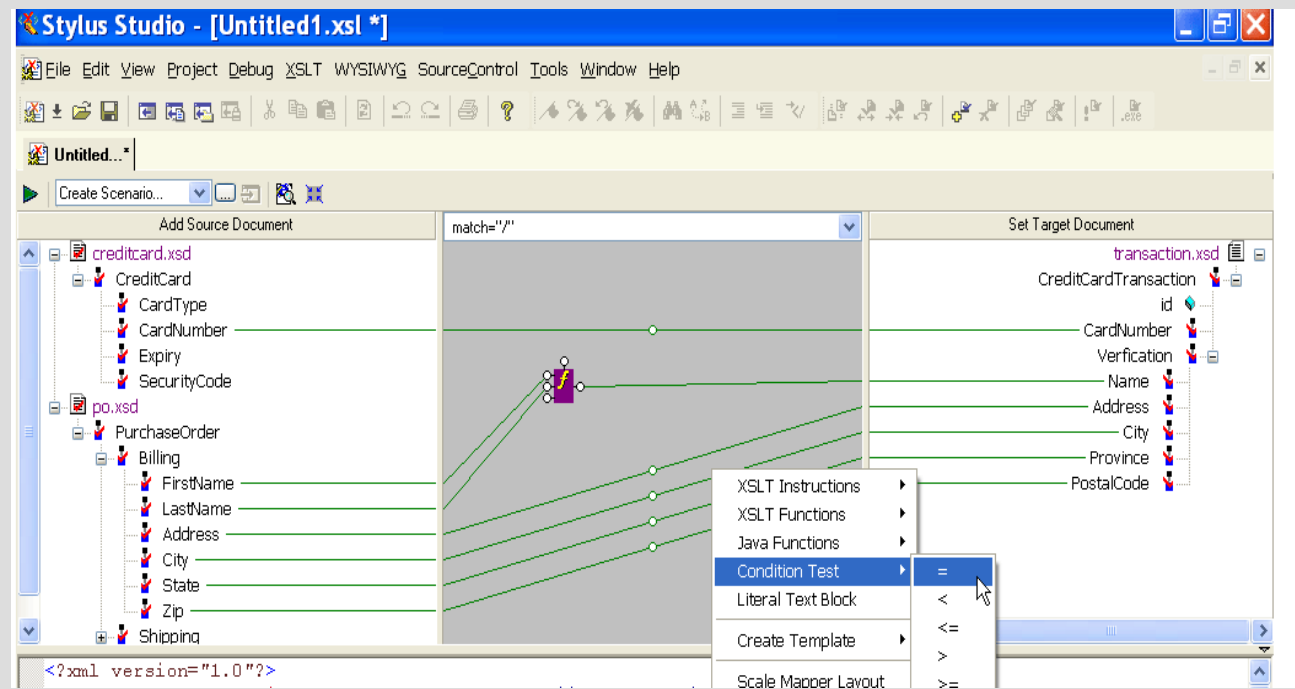 Stylus Studio - [Untitled1.xsl *]
File Edit View Project Debug XSLT WYSIWYG SourceControl Tools Window Help
.exe
Untitled...*
Create Scenario...
Add Source Document
match="/"
Set Target Document
creditcard.xsd
CreditCard
CardType
CardNumber
Expiry
SecurityCode
po.xsd
PurchaseOrder
Billing
FirstName
LastName
Address
City
State
Zip
Shipping
f
transaction.xsd
CreditCardTransaction
id
CardNumber
Verfication
Name
Address
City
Province
PostalCode
XSLT Instructions
XSLT Functions
Java Functions
Condition Test
Literal Text Block
Create Template
Scale Mapper Layout
=
<
<=
>
>=
<?xml version="1.0"?>